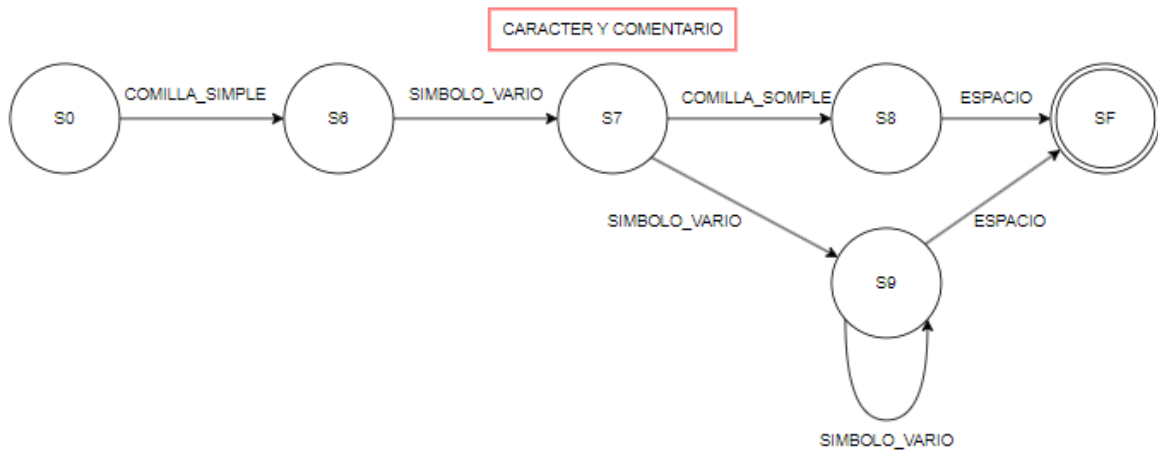 CARACTER Y COMENTARIO
COMILLA_SIMPLE
SIMBOLO_VARIO
COMILLA_SOMPLE
ESPACIO
S0
S6
S7
S8
SF
SIMBOLO_VARIO
ESPACIO
S9
SIMBOLO_VARIO